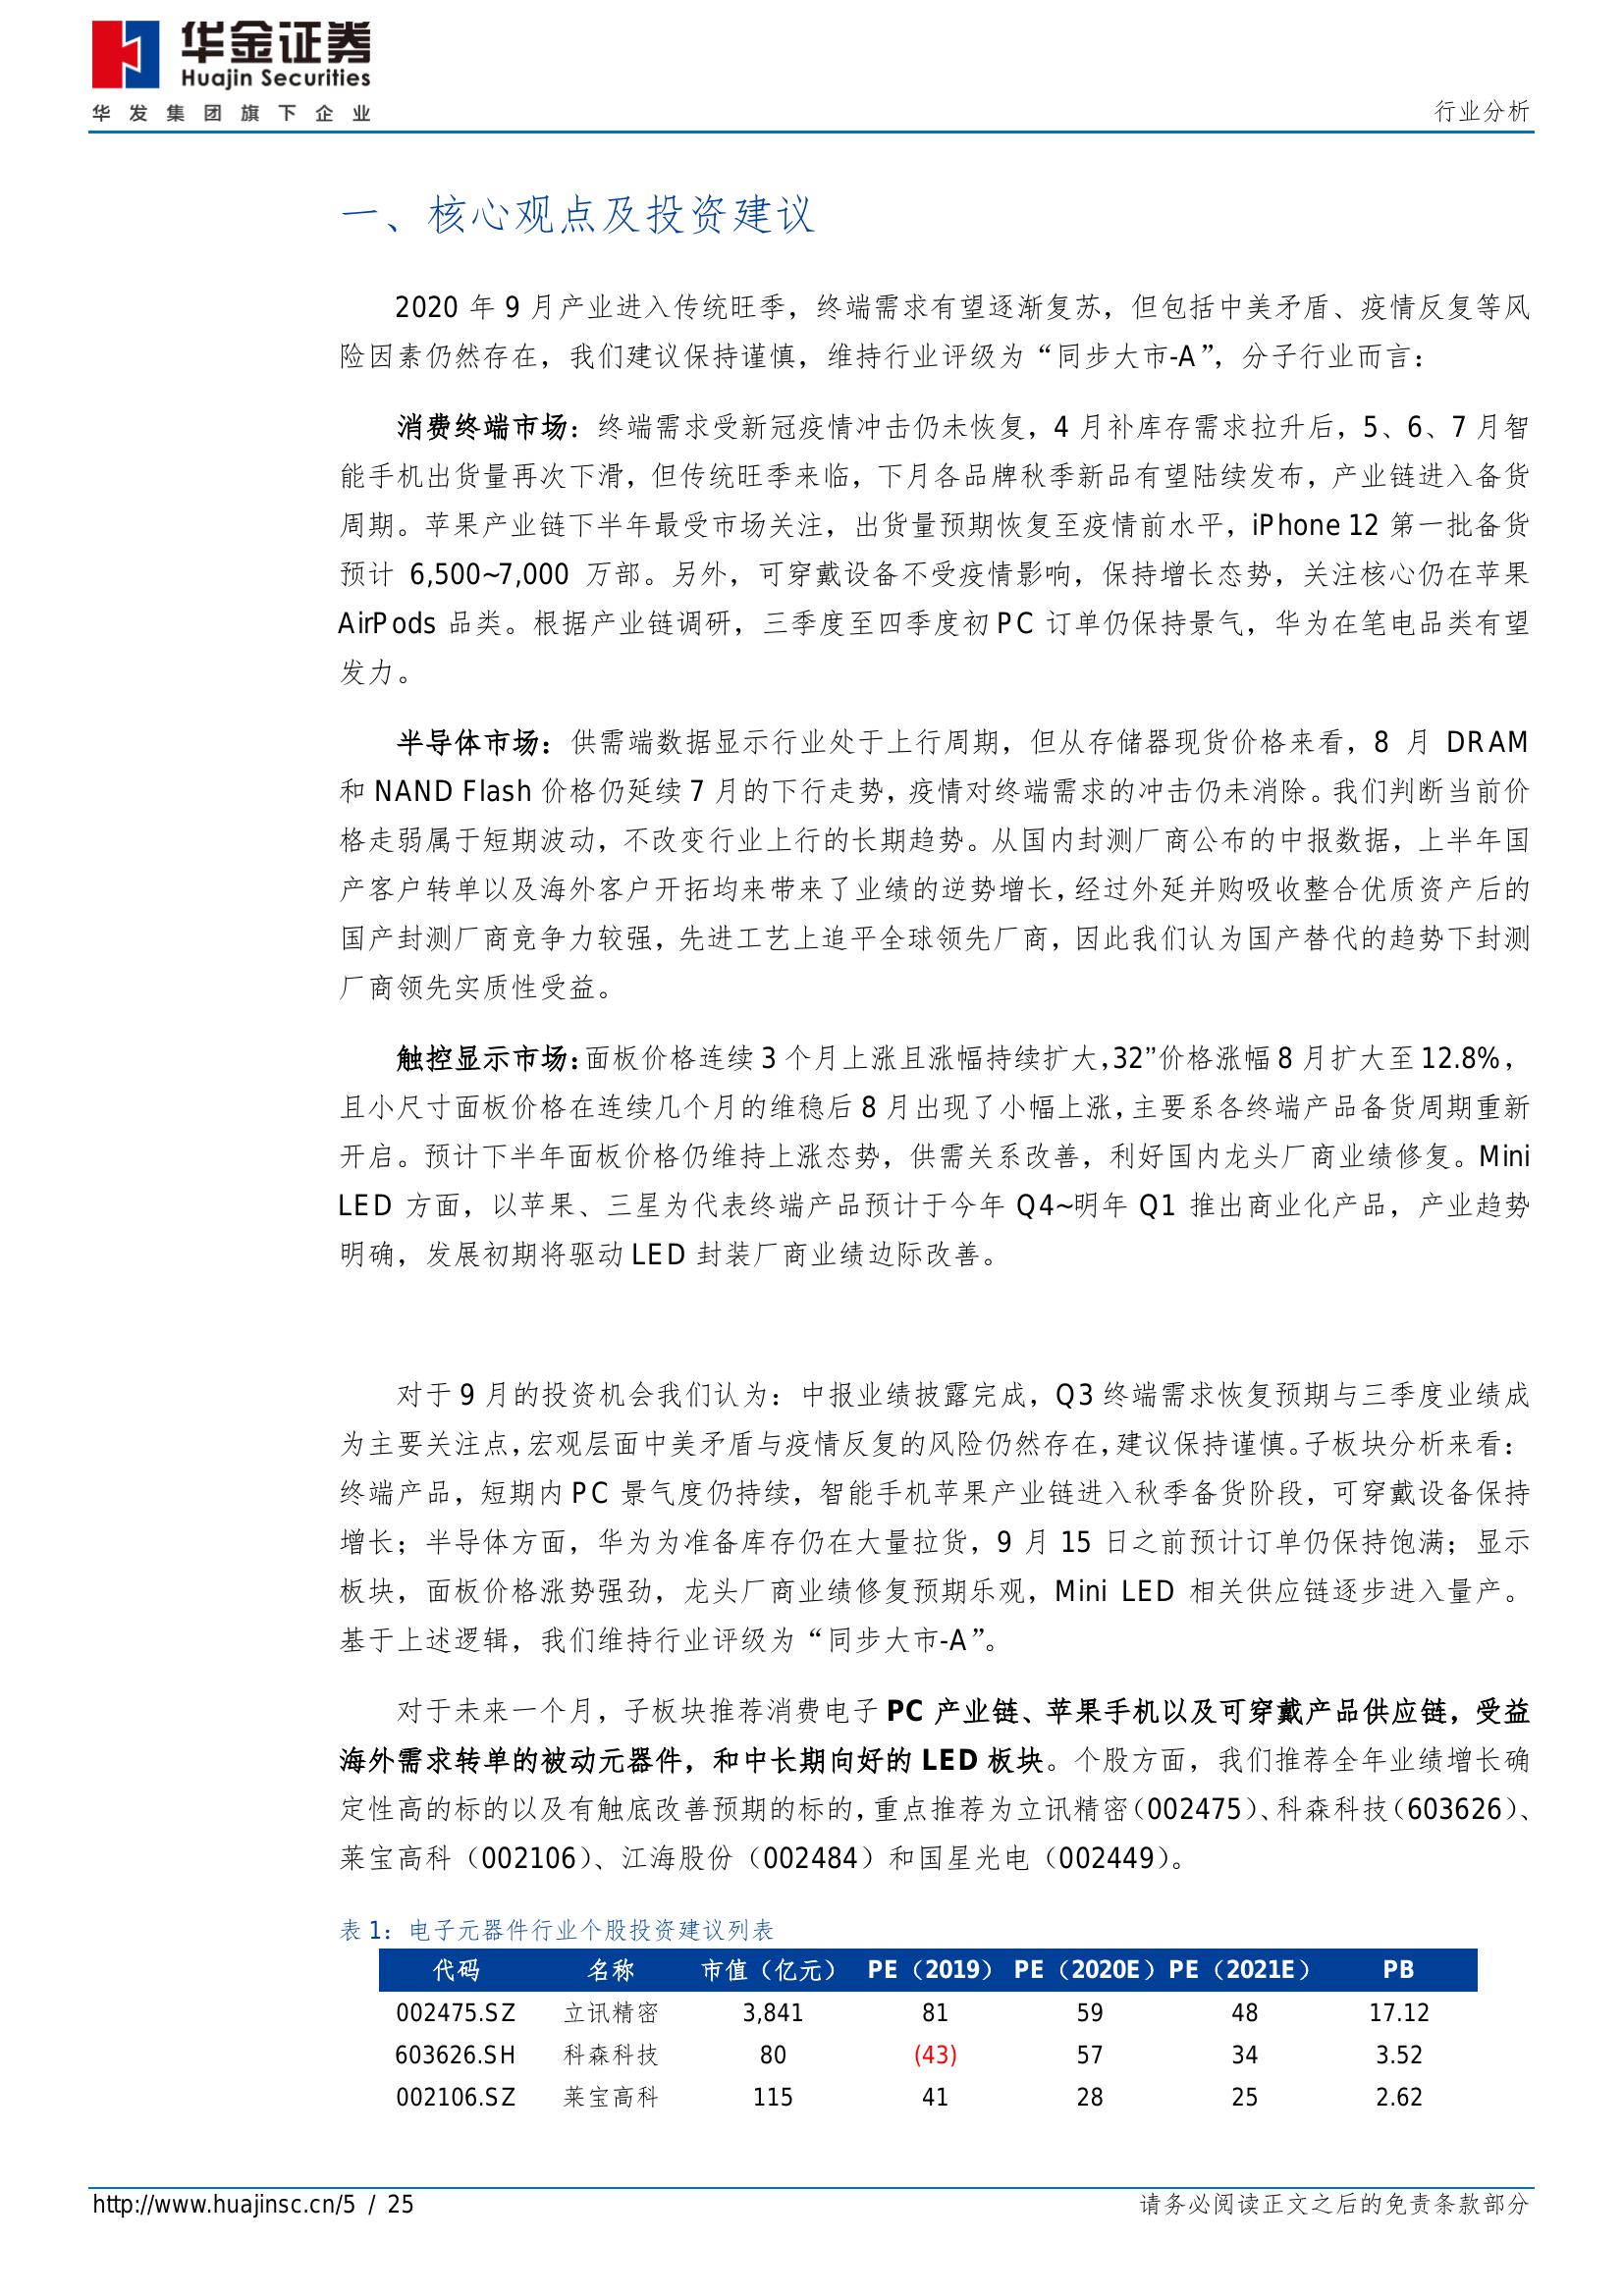 华金证券
Huajin Securities
华发集团旗下企业
行业分析
一、核心观点及投资建议
2020 年 9 月产业进入传统旺季，终端需求有望逐渐复苏，但包括中美矛盾、疫情反复等风
险因素仍然存在，我们建议保持谨慎，维持行业评级为“同步大市-A”，分子行业而言：
消费终端市场：终端需求受新冠疫情冲击仍未恢复，4 月补库存需求拉升后，5、6、7 月智
能手机出货量再次下滑，但传统旺季来临，下月各品牌秋季新品有望陆续发布，产业链进入备货
周期。苹果产业链下半年最受市场关注，出货量预期恢复至疫情前水平，iPhone 12 第一批备货
预计 6,500~7,000 万部。另外，可穿戴设备不受疫情影响，保持增长态势，关注核心仍在苹果
AirPods 品类。根据产业链调研，三季度至四季度初 PC 订单仍保持景气，华为在笔电品类有望
发力。
半导体市场：供需端数据显示行业处于上行周期，但从存储器现货价格来看，8 月 DRAM
和 NAND Flash 价格仍延续 7 月的下行走势，疫情对终端需求的冲击仍未消除。我们判断当前价
格走弱属于短期波动，不改变行业上行的长期趋势。从国内封测厂商公布的中报数据，上半年国
产客户转单以及海外客户开拓均来带来了业绩的逆势增长，经过外延并购吸收整合优质资产后的
国产封测厂商竞争力较强，先进工艺上追平全球领先厂商，因此我们认为国产替代的趋势下封测
厂商领先实质性受益。
触控显示市场：面板价格连续 3 个月上涨且涨幅持续扩大，32”价格涨幅 8 月扩大至 12.8%，
且小尺寸面板价格在连续几个月的维稳后 8 月出现了小幅上涨，主要系各终端产品备货周期重新
开启。预计下半年面板价格仍维持上涨态势，供需关系改善，利好国内龙头厂商业绩修复。Mini
LED 方面，以苹果、三星为代表终端产品预计于今年 Q4~明年 Q1 推出商业化产品，产业趋势
明确，发展初期将驱动 LED 封装厂商业绩边际改善。
对于 9 月的投资机会我们认为：中报业绩披露完成，Q3 终端需求恢复预期与三季度业绩成
为主要关注点，宏观层面中美矛盾与疫情反复的风险仍然存在，建议保持谨慎。子板块分析来看：
终端产品，短期内 PC 景气度仍持续，智能手机苹果产业链进入秋季备货阶段，可穿戴设备保持
增长；半导体方面，华为为准备库存仍在大量拉货，9 月 15 日之前预计订单仍保持饱满；显示
板块，面板价格涨势强劲，龙头厂商业绩修复预期乐观，Mini LED 相关供应链逐步进入量产。
基于上述逻辑，我们维持行业评级为“同步大市-A”。
对于未来一个月，子板块推荐消费电子 PC 产业链、苹果手机以及可穿戴产品供应链，受益
海外需求转单的被动元器件，和中长期向好的 LED 板块。个股方面，我们推荐全年业绩增长确
定性高的标的以及有触底改善预期的标的，重点推荐为立讯精密（002475）、科森科技（603626）、
莱宝高科（002106）、江海股份（002484）和国星光电（002449）。
表 1：电子元器件行业个股投资建议列表
代码 名称 市值（亿元） PE（2019） PE（2020E） PE（2021E） PB
002475.SZ 立讯精密 3,841 81 59 48 17.12
603626.SH 科森科技 80 (43) 57 34 3.52
002106.SZ 莱宝高科 115 41 28 25 2.62
http://www.huajinsc.cn/5 / 25 请务必阅读正文之后的免责条款部分